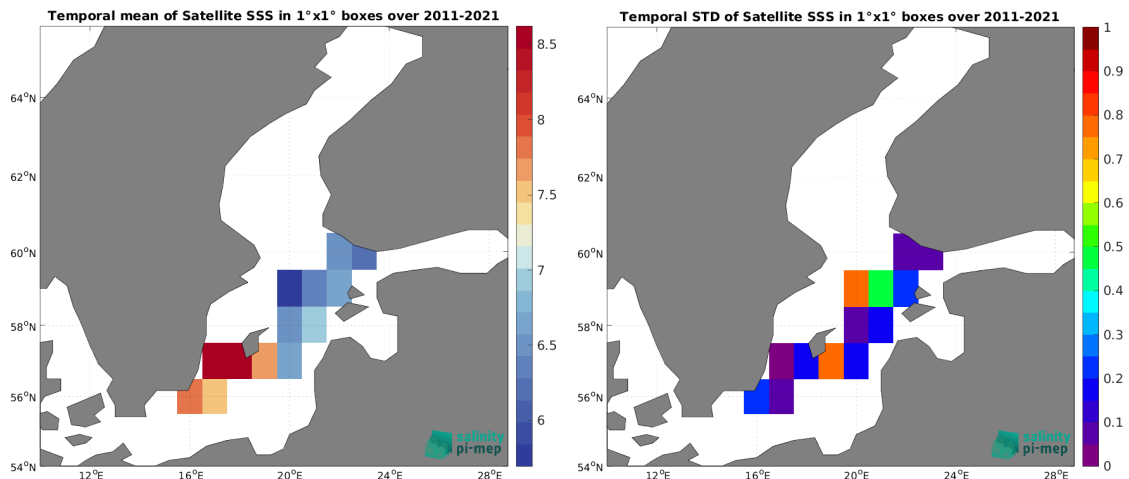 Temporal mean of Satellite SSS in 1°x1° boxes over 2011-2021
64°N
62°N
60°N
58°N
56°N
54°N
12°E
16°E
20°E
24°E
28°E
8.5
8
7.5
7
6.5
6
salinity
pi-mep
Temporal STD of Satellite SSS in 1°x1° boxes over 2011-2021
64°N
62°N
60°N
58°N
56°N
54°N
12°E
16°E
20°E
24°E
28°E
1
0.9
0.8
0.7
0.6
0.5
0.4
0.3
0.2
0.1
0
salinity
pi-mep